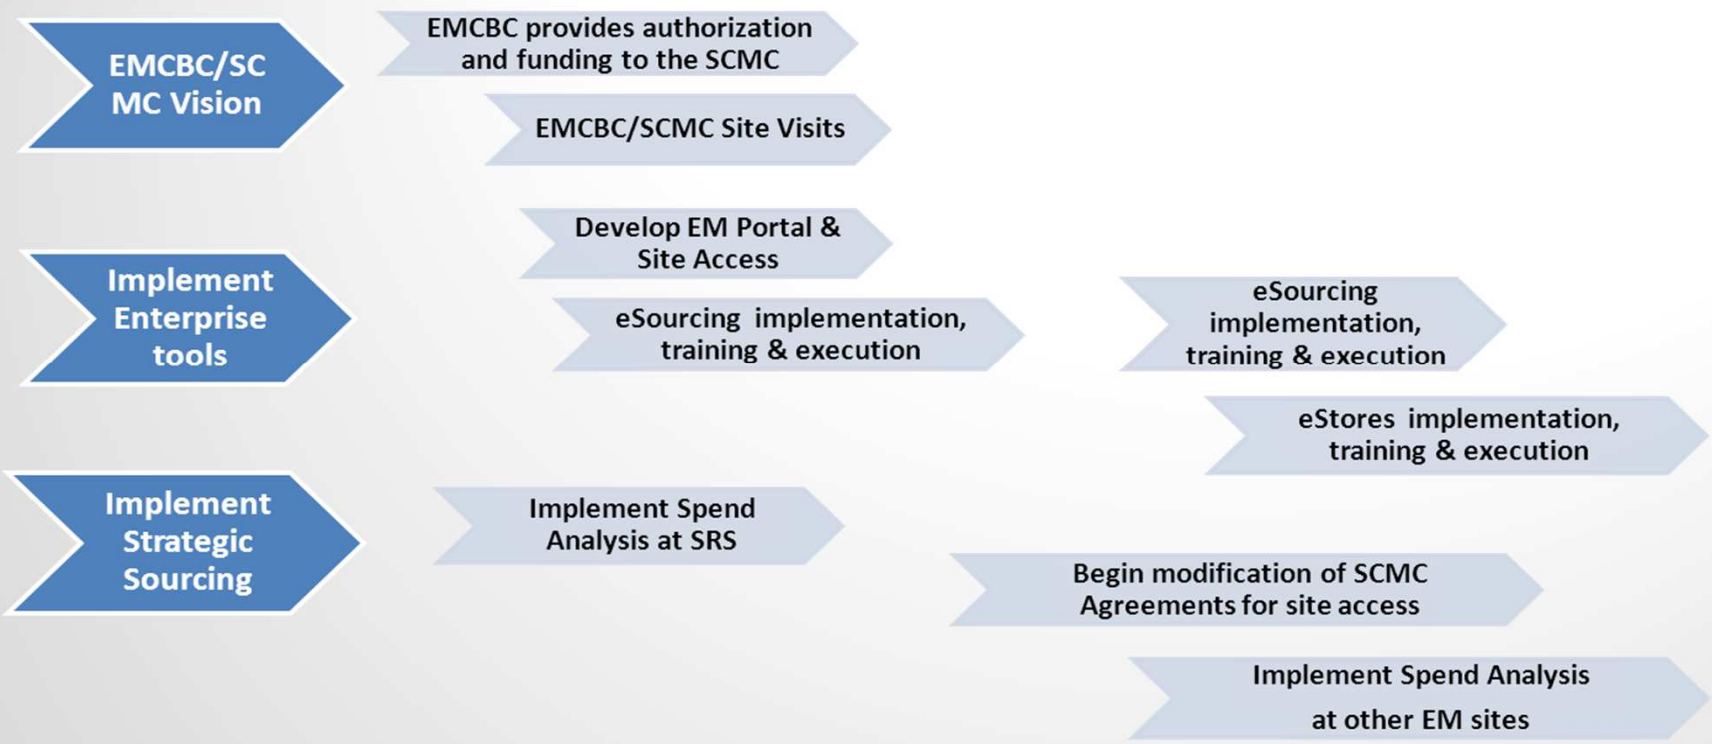 EMCBC/SC
MC Vision
EMCBC provides authorization
and funding to the SCMC
EMCBC/SCMC Site Visits
Implement
Enterprise
tools
Develop EM Portal &
Site Access
eSourcing implementation,
training & execution
eSourcing
implementation,
training & execution
eStores implementation,
training & execution
Implement
Strategic
Sourcing
Implement Spend
Analysis at SRS
Begin modification of SCMC
Agreements for site access
Implement Spend Analysis
at other EM sites